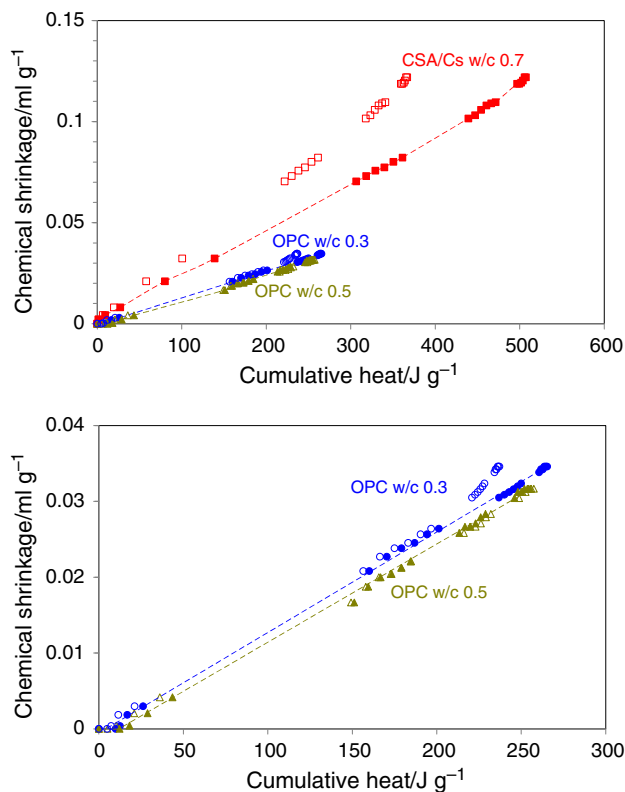 0.15
CSA/Cs w/c 0.7
0.1
Chemical shrinkage/ml g⁻¹
0.05
OPC w/c 0.3
OPC w/c 0.5
0
0 100 200 300 400 500 600
Cumulative heat/J g⁻¹
0.04
OPC w/c 0.3
0.03
Chemical shrinkage/ml g⁻¹
0.02
OPC w/c 0.5
0.01
0
0 50 100 150 200 250 300
Cumulative heat/J g⁻¹